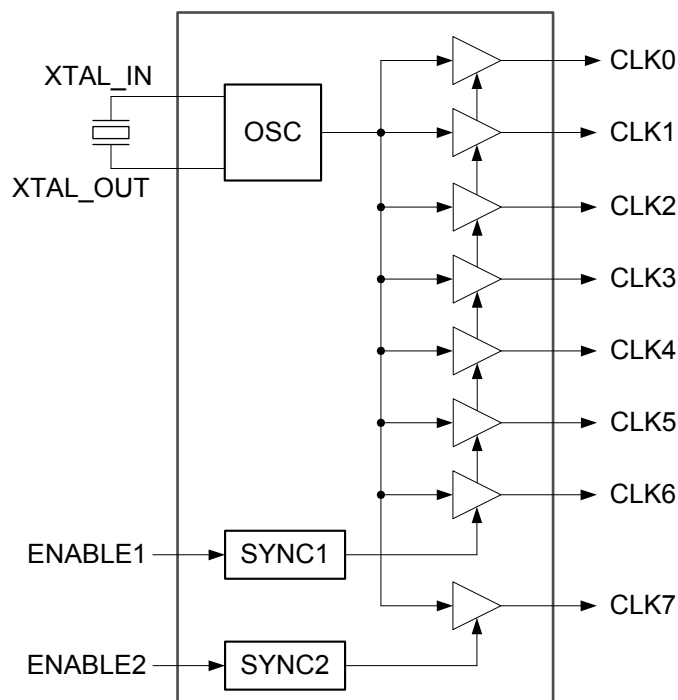 CLK0
XTAL_IN
OSC
CLK1
XTAL_OUT
CLK2
CLK3
CLK4
CLK5
CLK6
ENABLE1
SYNC1
CLK7
ENABLE2
SYNC2